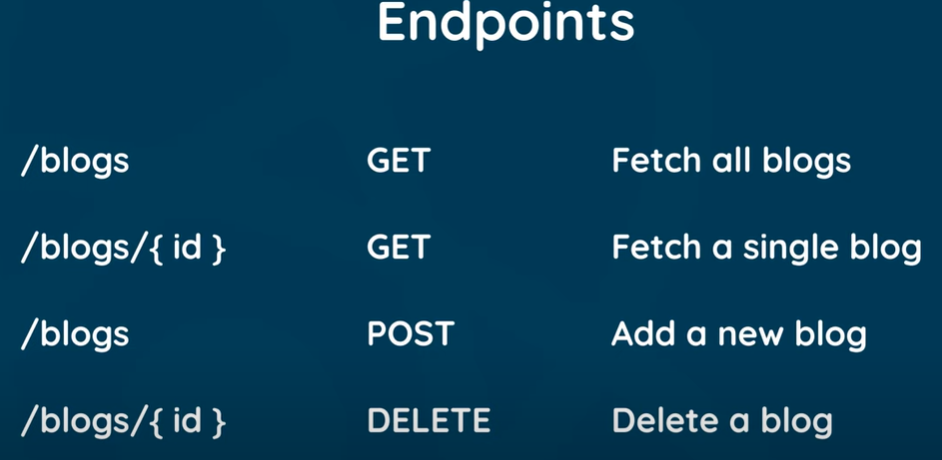 Endpoints
/blogs GET Fetch all blogs
/blogs/{ id } GET Fetch a single blog
/blogs POST Add a new blog
/blogs/{ id } DELETE Delete a blog